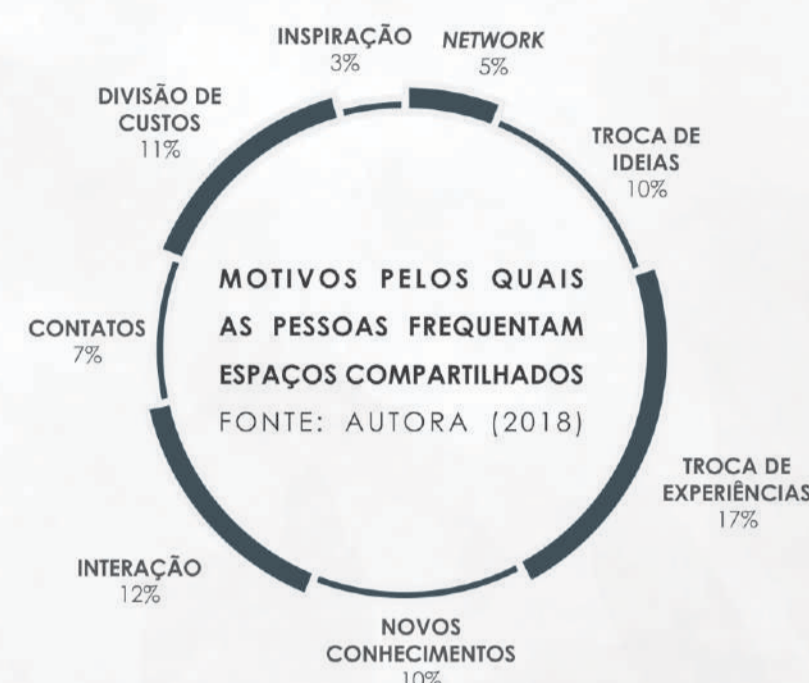 INSPIRAÇÃO
3%
NETWORK
5%
TROCA DE
IDEIAS
10%
TROCA DE
EXPERIÊNCIAS
17%
NOVOS
CONHECIMENTOS
10%
INTERAÇÃO
12%
CONTATOS
7%
DIVISÃO DE
CUSTOS
11%
MOTIVOS PELOS QUAIS
AS PESSOAS FREQUENTAM
ESPAÇOS COMPARTILHADOS
FONTE: AUTORA (2018)